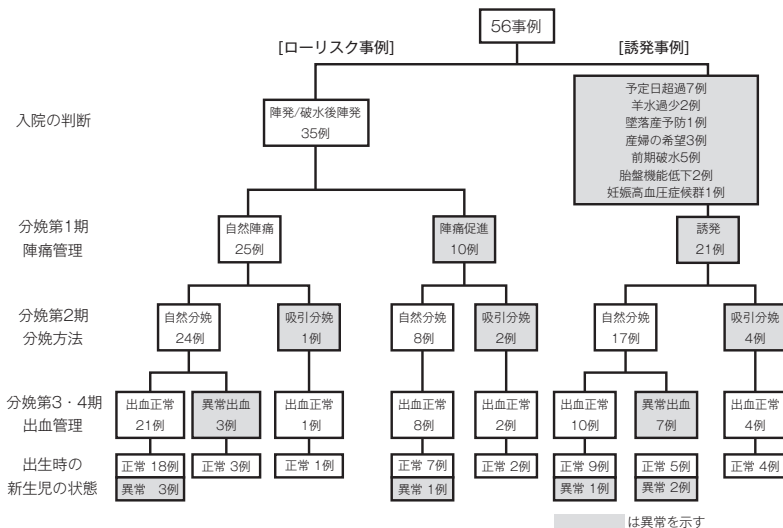 56事例
[ローリスク事例]
[誘発事例]
入院の判断
陣発/破水後陣発
35例
予定日超過7例
羊水過少2例
墜落産予防1例
産婦の希望3例
前期破水5例
胎盤機能低下2例
妊娠高血圧症候群1例
分娩第1期
陣痛管理
自然陣痛
25例
陣痛促進
10例
誘発
21例
分娩第2期
分娩方法
自然分娩
24例
吸引分娩
1例
自然分娩
8例
吸引分娩
2例
自然分娩
17例
吸引分娩
4例
分娩第3・4期
出血管理
出血正常
21例
異常出血
3例
出血正常
1例
出血正常
8例
出血正常
2例
出血正常
10例
異常出血
7例
出血正常
4例
出生時の
新生児の状態
正常 18例
異常 3例
正常 3例
正常 1例
正常 7例
異常 1例
正常 2例
正常 9例
異常 1例
正常 5例
異常 2例
正常 4例
は異常を示す